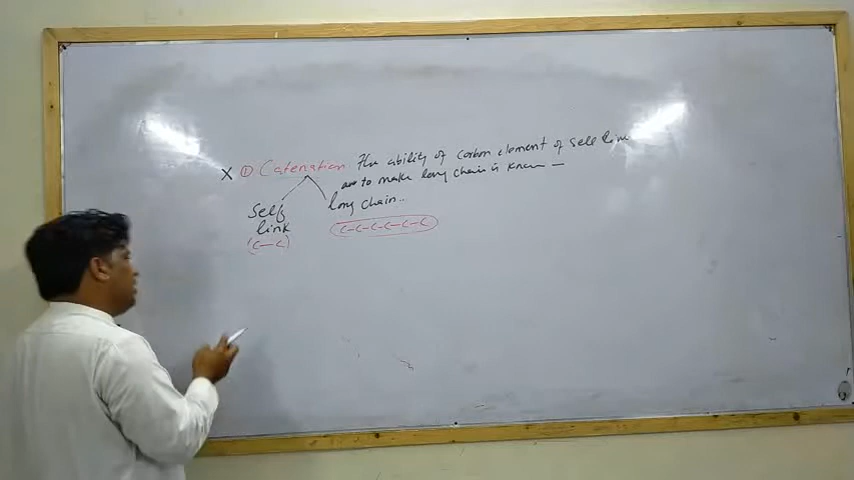 X ① Catenation The ability of carbon element of self link
to make long chain is known —
Self
link
(C—C)
long chain..
C-C-C-C-C-C